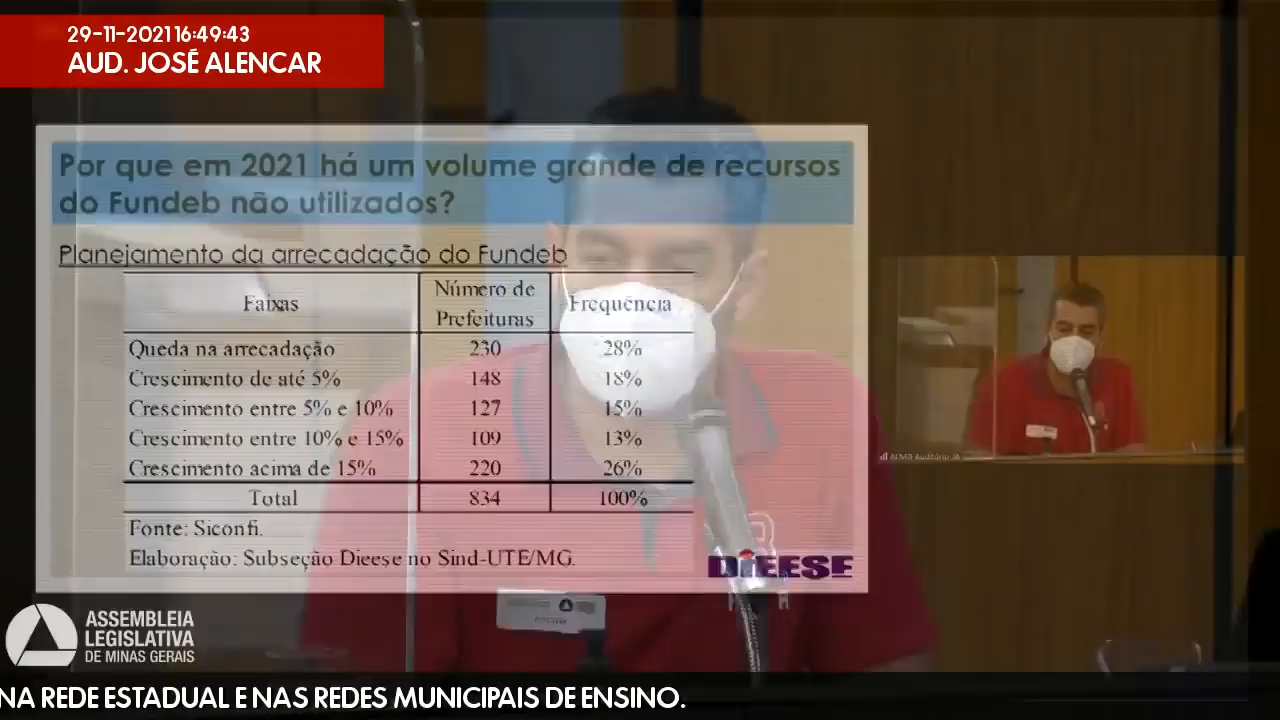 29-11-2021 16:49:43
AUD. JOSÉ ALENCAR
Por que em 2021 há um volume grande de recursos
do Fundeb não utilizados?
Planejamento da arrecadação do Fundeb
Faixas Número de Prefeituras Frequência
Queda na arrecadação 230 28%
Crescimento de até 5% 148 18%
Crescimento entre 5% e 10% 127 15%
Crescimento entre 10% e 15% 109 13%
Crescimento acima de 15% 220 26%
Total 834 100%
Fonte: Siconfi.
Elaboração: Subseção Dieese no Sind-UTE/MG.
DIEESE
ALMG Auditório JA
ASSEMBLEIA
LEGISLATIVA
DE MINAS GERAIS
NA REDE ESTADUAL E NAS REDES MUNICIPAIS DE ENSINO.